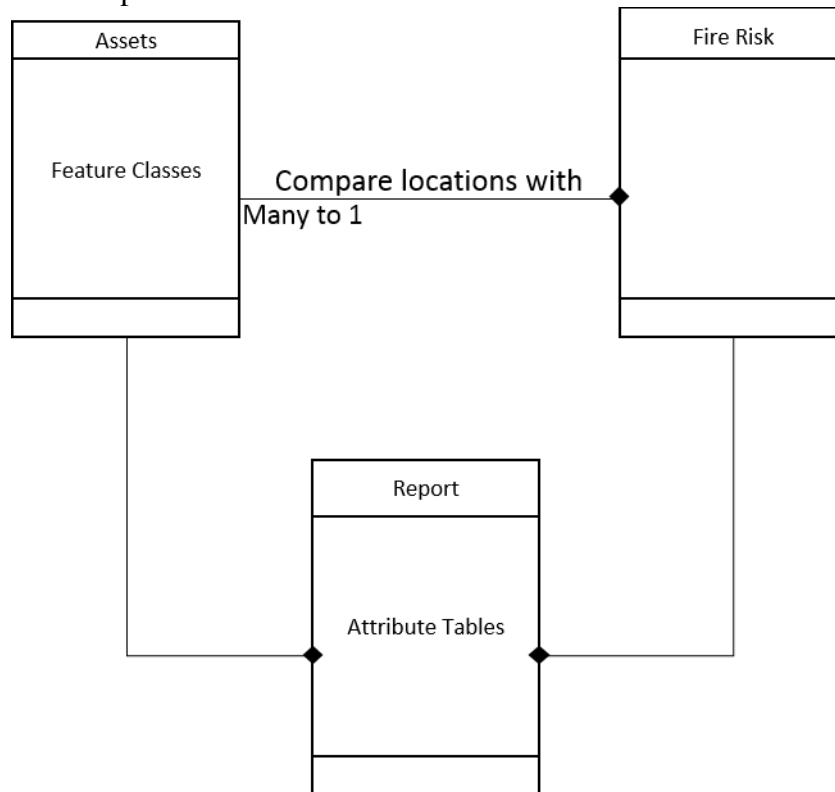 Assets
Fire Risk
Feature Classes
Compare locations with
Many to 1
Report
Attribute Tables